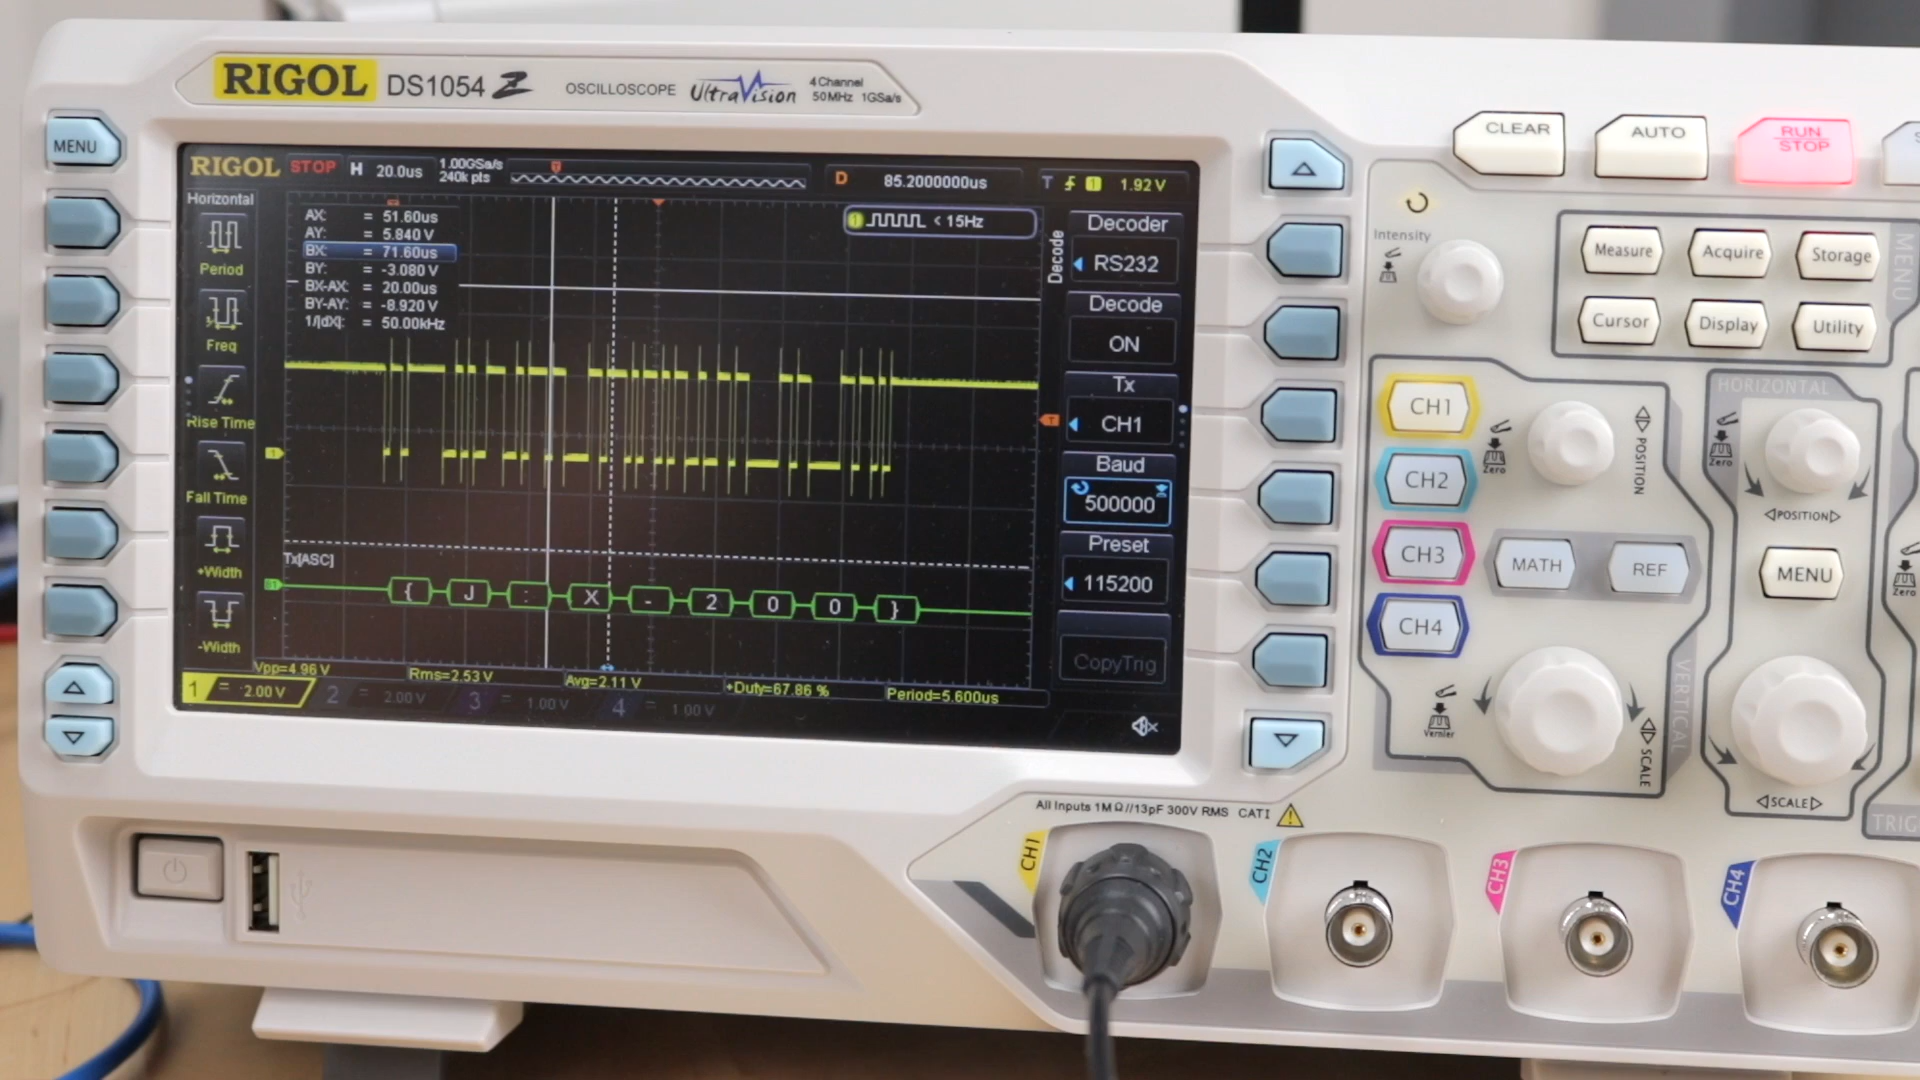 RIGOL DS1054 Z OSCILLOSCOPE UltraVision 4 Channel 50MHz 1GSa/s
MENU
RIGOL STOP H 20.0us 1.00GSa/s 240k pts D 85.2000000us T 1 1.92 V
Horizontal
Period
Freq
Rise Time
Fall Time
+Width
-Width
AX: = 51.60us
AY: = 5.840 V
BX: = 71.60us
BY: = -3.080 V
BX-AX: = 20.00us
BY-AY: = -8.920 V
1/|dX|: = 50.00kHz
1 < 15Hz
T
1
Tx[ASC]
B1 { J : X - 2 0 0 }
Vpp=4.96 V Rms=2.53 V Avg=2.11 V +Duty=67.86 % Period=5.600us
1 = 2.00 V 2 = 2.00 V 3 = 1.00 V 4 = 1.00 V
Decode
Decoder
RS232
Decode
ON
Tx
CH1
Baud
500000
Preset
115200
CopyTrig
CLEAR AUTO RUN STOP
Intensity
Measure Acquire Storage
Cursor Display Utility
MENU
CH1
CH2
CH3
CH4
POSITION
Zero
MATH REF
Vernier
SCALE
VERTICAL
HORIZONTAL
Zero
POSITION
MENU
SCALE
Zero
TRIG
All Inputs 1MΩ//13pF 300V RMS CATI
CH1 CH2 CH3 CH4